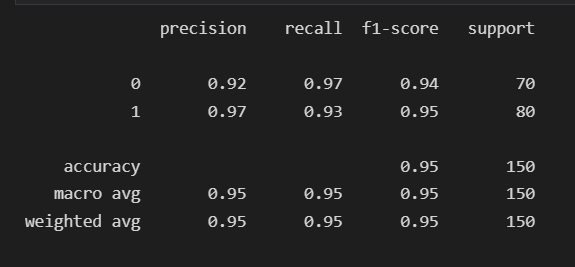 precision recall f1-score support
0 0.92 0.97 0.94 70
1 0.97 0.93 0.95 80
accuracy 0.95 150
macro avg 0.95 0.95 0.95 150
weighted avg 0.95 0.95 0.95 150